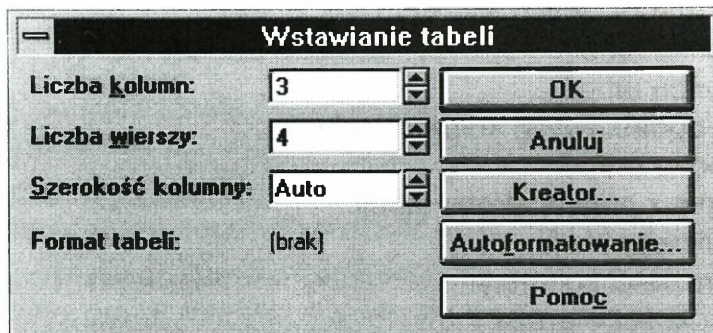 Wstawianie tabeli
Liczba kolumn: 3 OK
Liczba wierszy: 4 Anuluj
Szerokość kolumny: Auto Kreator...
Format tabeli: (brak) Autoformatowanie...
Pomoc